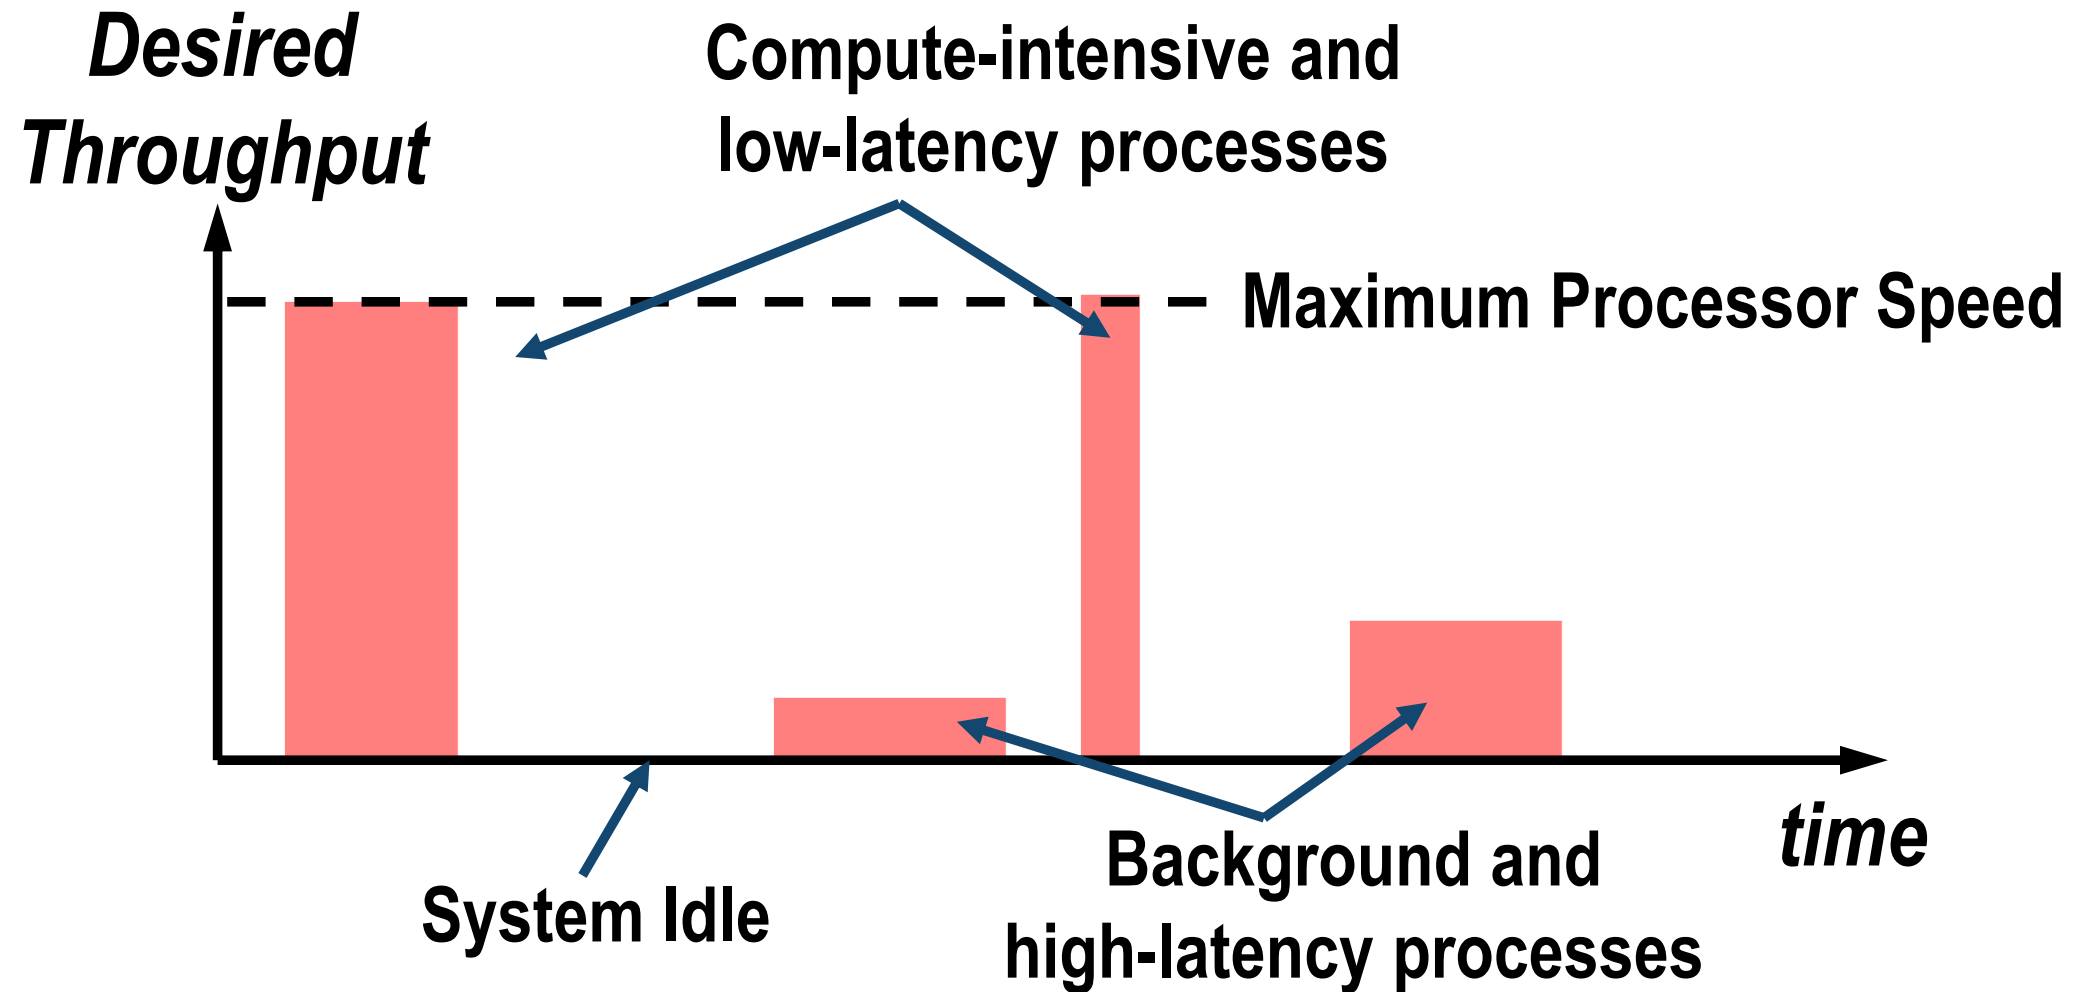 Desired
Throughput
Compute-intensive and
low-latency processes
Maximum Processor Speed
time
System Idle
Background and
high-latency processes